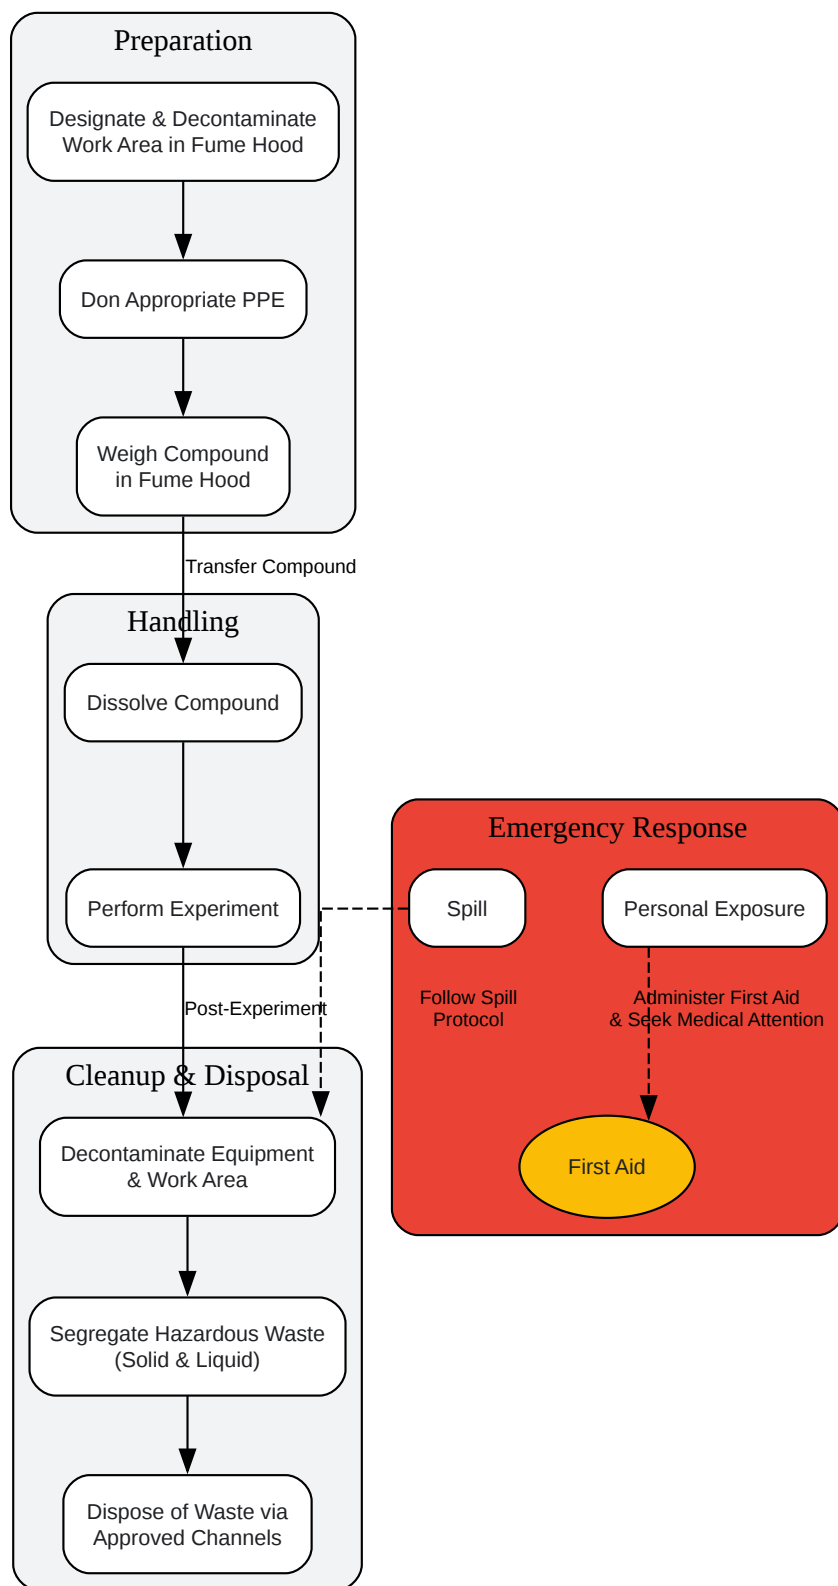 Preparation
Designate & Decontaminate
Work Area in Fume Hood
Don Appropriate PPE
Weigh Compound
in Fume Hood
Transfer Compound
Handling
Dissolve Compound
Perform Experiment
Post-Experiment
Cleanup & Disposal
Decontaminate Equipment
& Work Area
Segregate Hazardous Waste
(Solid & Liquid)
Dispose of Waste via
Approved Channels
Emergency Response
Spill
Personal Exposure
Follow Spill
Protocol
Administer First Aid
& Seek Medical Attention
First Aid